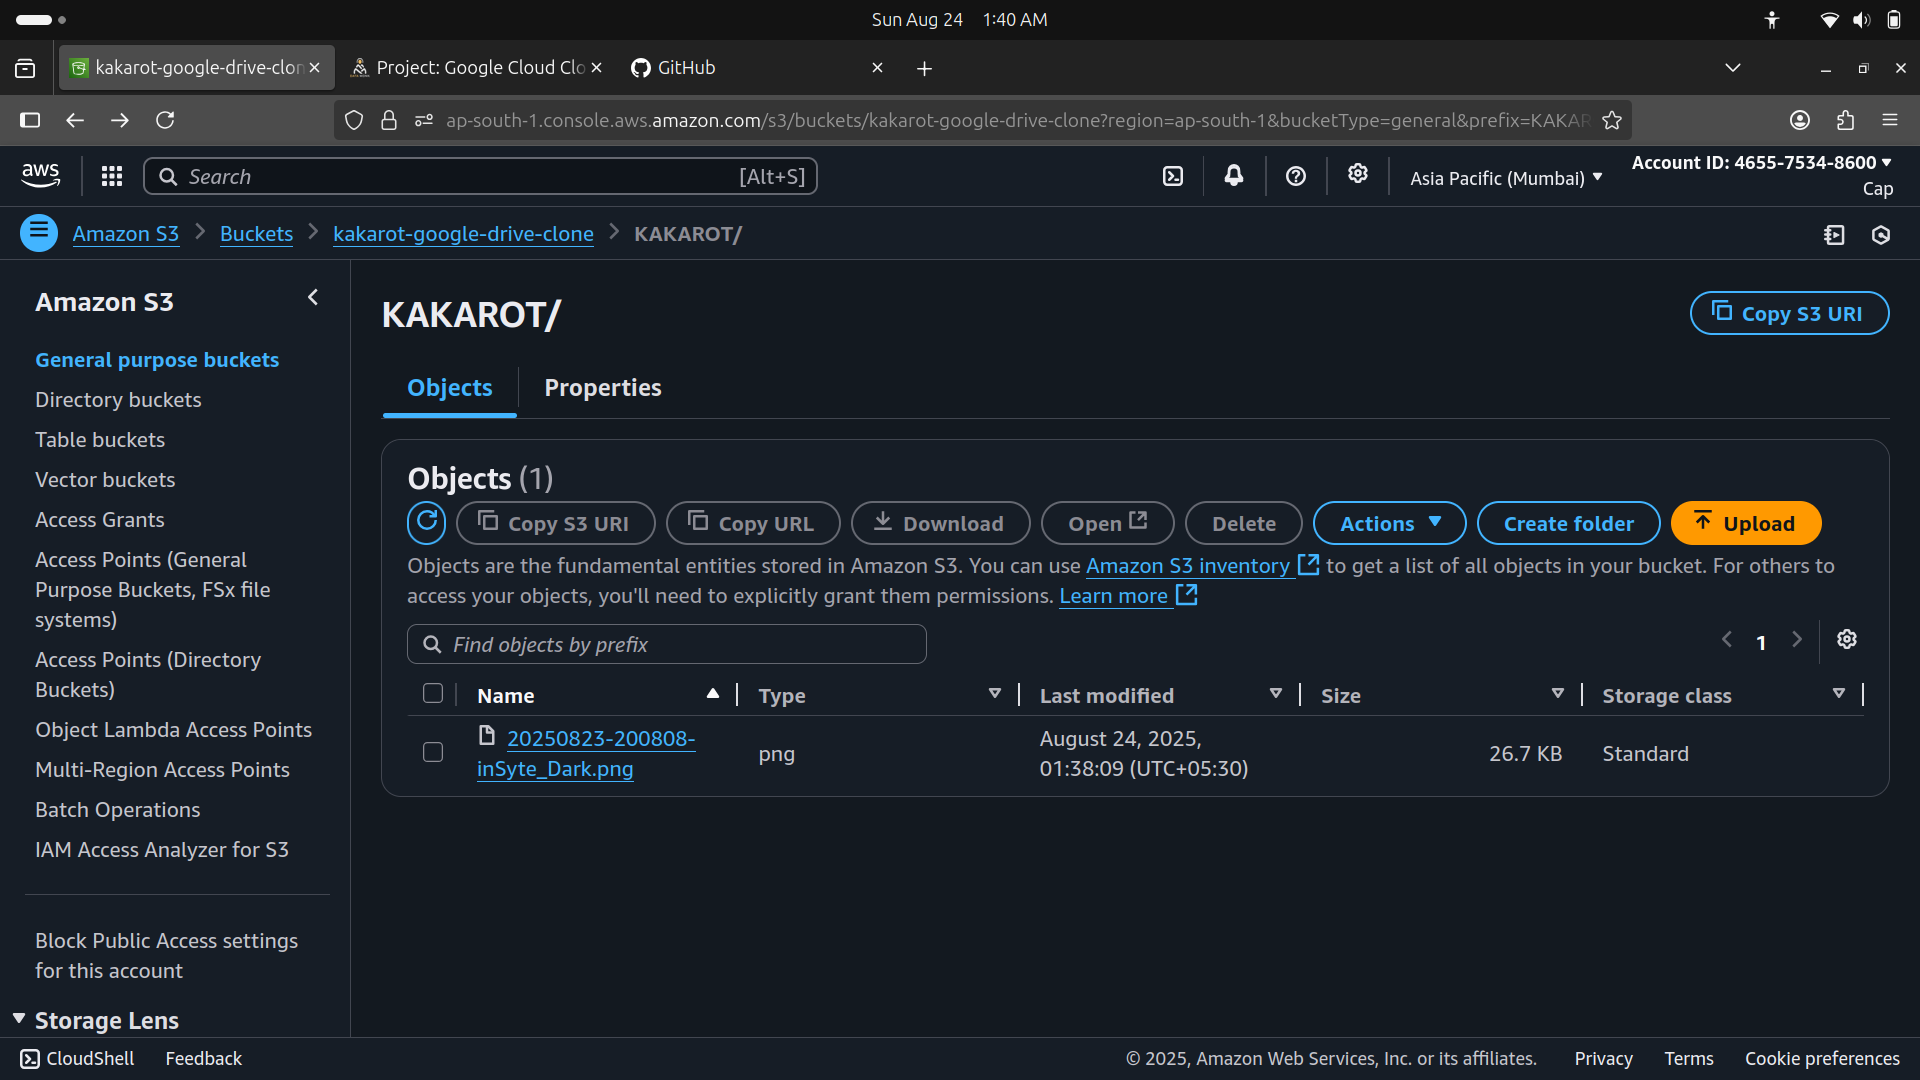 Sun Aug 24 1:40 AM
kakarot-google-drive-clon
Project: Google Cloud Clo
GitHub
ap-south-1.console.aws.amazon.com/s3/buckets/kakarot-google-drive-clone?region=ap-south-1&bucketType=general&prefix=KAKAR
aws
Search [Alt+S]
Asia Pacific (Mumbai)
Account ID: 4655-7534-8600
Cap
Amazon S3
Buckets
kakarot-google-drive-clone
KAKAROT/
Amazon S3
General purpose buckets
Directory buckets
Table buckets
Vector buckets
Access Grants
Access Points (General
Purpose Buckets, FSx file
systems)
Access Points (Directory
Buckets)
Object Lambda Access Points
Multi-Region Access Points
Batch Operations
IAM Access Analyzer for S3
Block Public Access settings
for this account
Storage Lens
KAKAROT/
Copy S3 URI
Objects
Properties
Objects (1)
Copy S3 URI
Copy URL
Download
Open
Delete
Actions
Create folder
Upload
Objects are the fundamental entities stored in Amazon S3. You can use Amazon S3 inventory to get a list of all objects in your bucket. For others to
access your objects, you'll need to explicitly grant them permissions. Learn more
Find objects by prefix
1
Name
Type
Last modified
Size
Storage class
20250823-200808-
inSyte_Dark.png
png
August 24, 2025,
01:38:09 (UTC+05:30)
26.7 KB
Standard
CloudShell
Feedback
© 2025, Amazon Web Services, Inc. or its affiliates.
Privacy
Terms
Cookie preferences